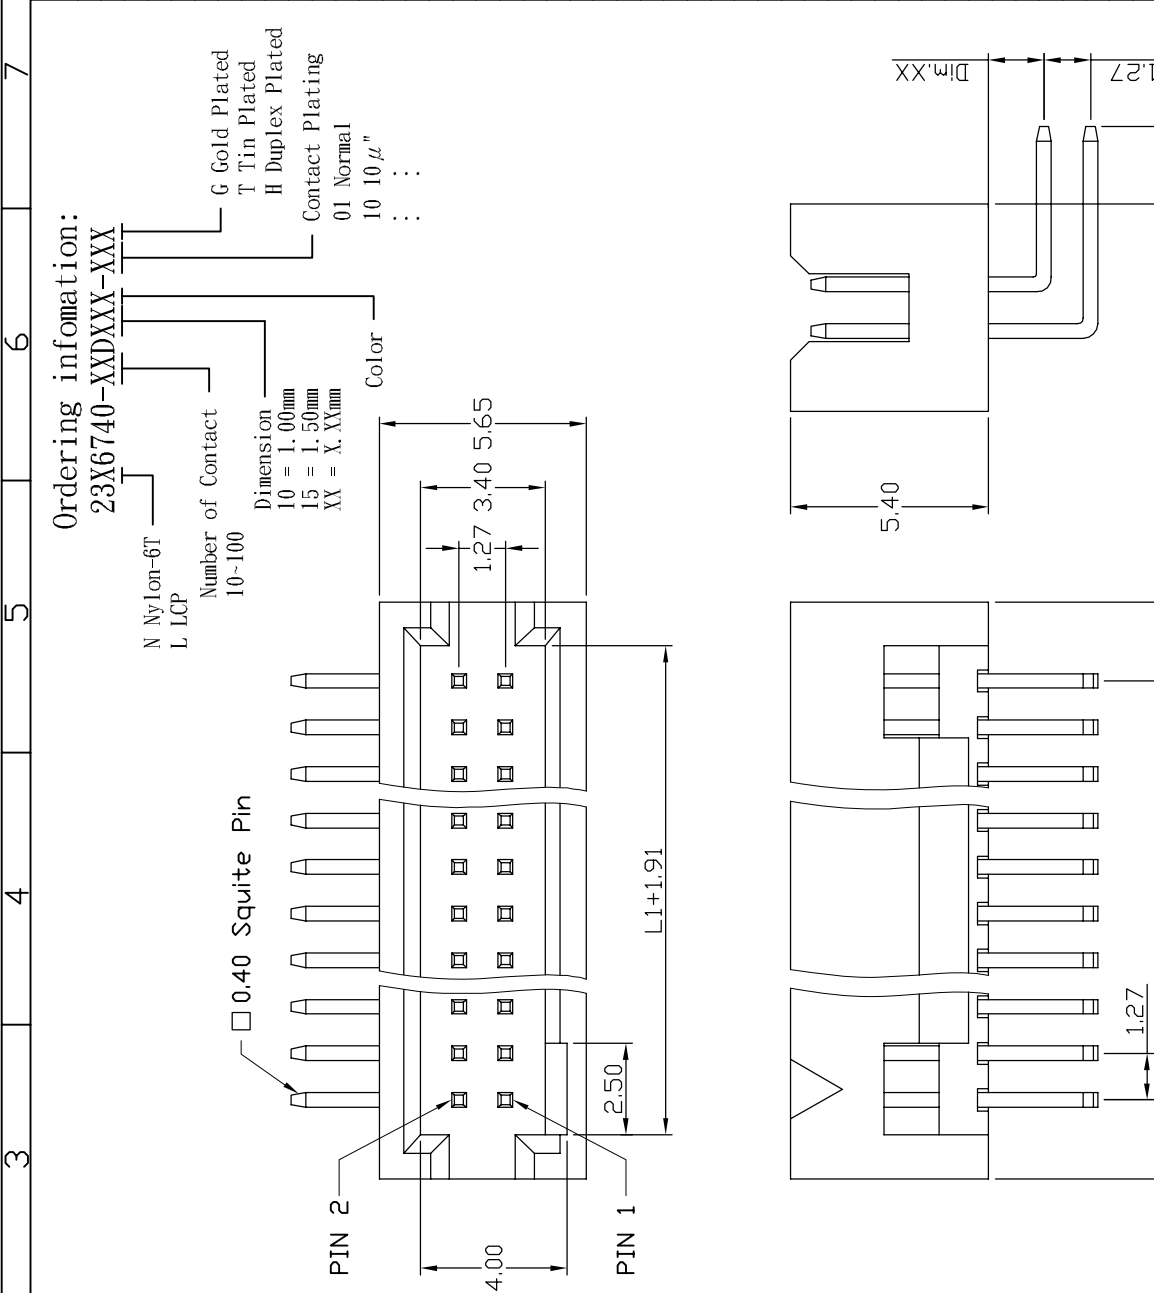 7
6
5
4
3
Ordering infomation:
23X6740-XXDXXX-XXX
G Gold Plated
T Tin Plated
H Duplex Plated
Contact Plating
01 Normal
10 10μ"
... ...
Color
Dimension
10 = 1.00mm
15 = 1.50mm
XX = X.XXmm
Number of Contact
10~100
N Nylon-6T
L LCP
□ 0.40 Squite Pin
1.27
3.40
5.65
L1+1.91
2.50
PIN 2
PIN 1
4.00
Dim.XX
1.27
5.40
1.27